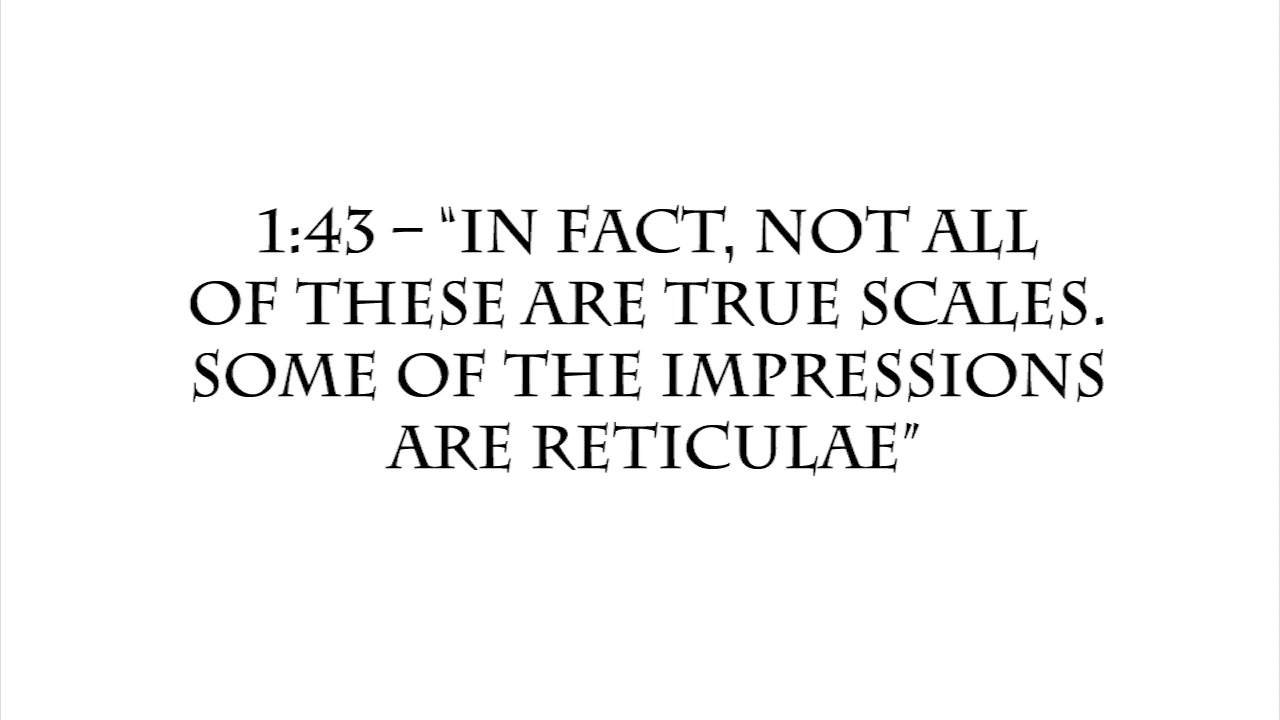 1:43 – "IN FACT, NOT ALL
OF THESE ARE TRUE SCALES.
SOME OF THE IMPRESSIONS
ARE RETICULAE"